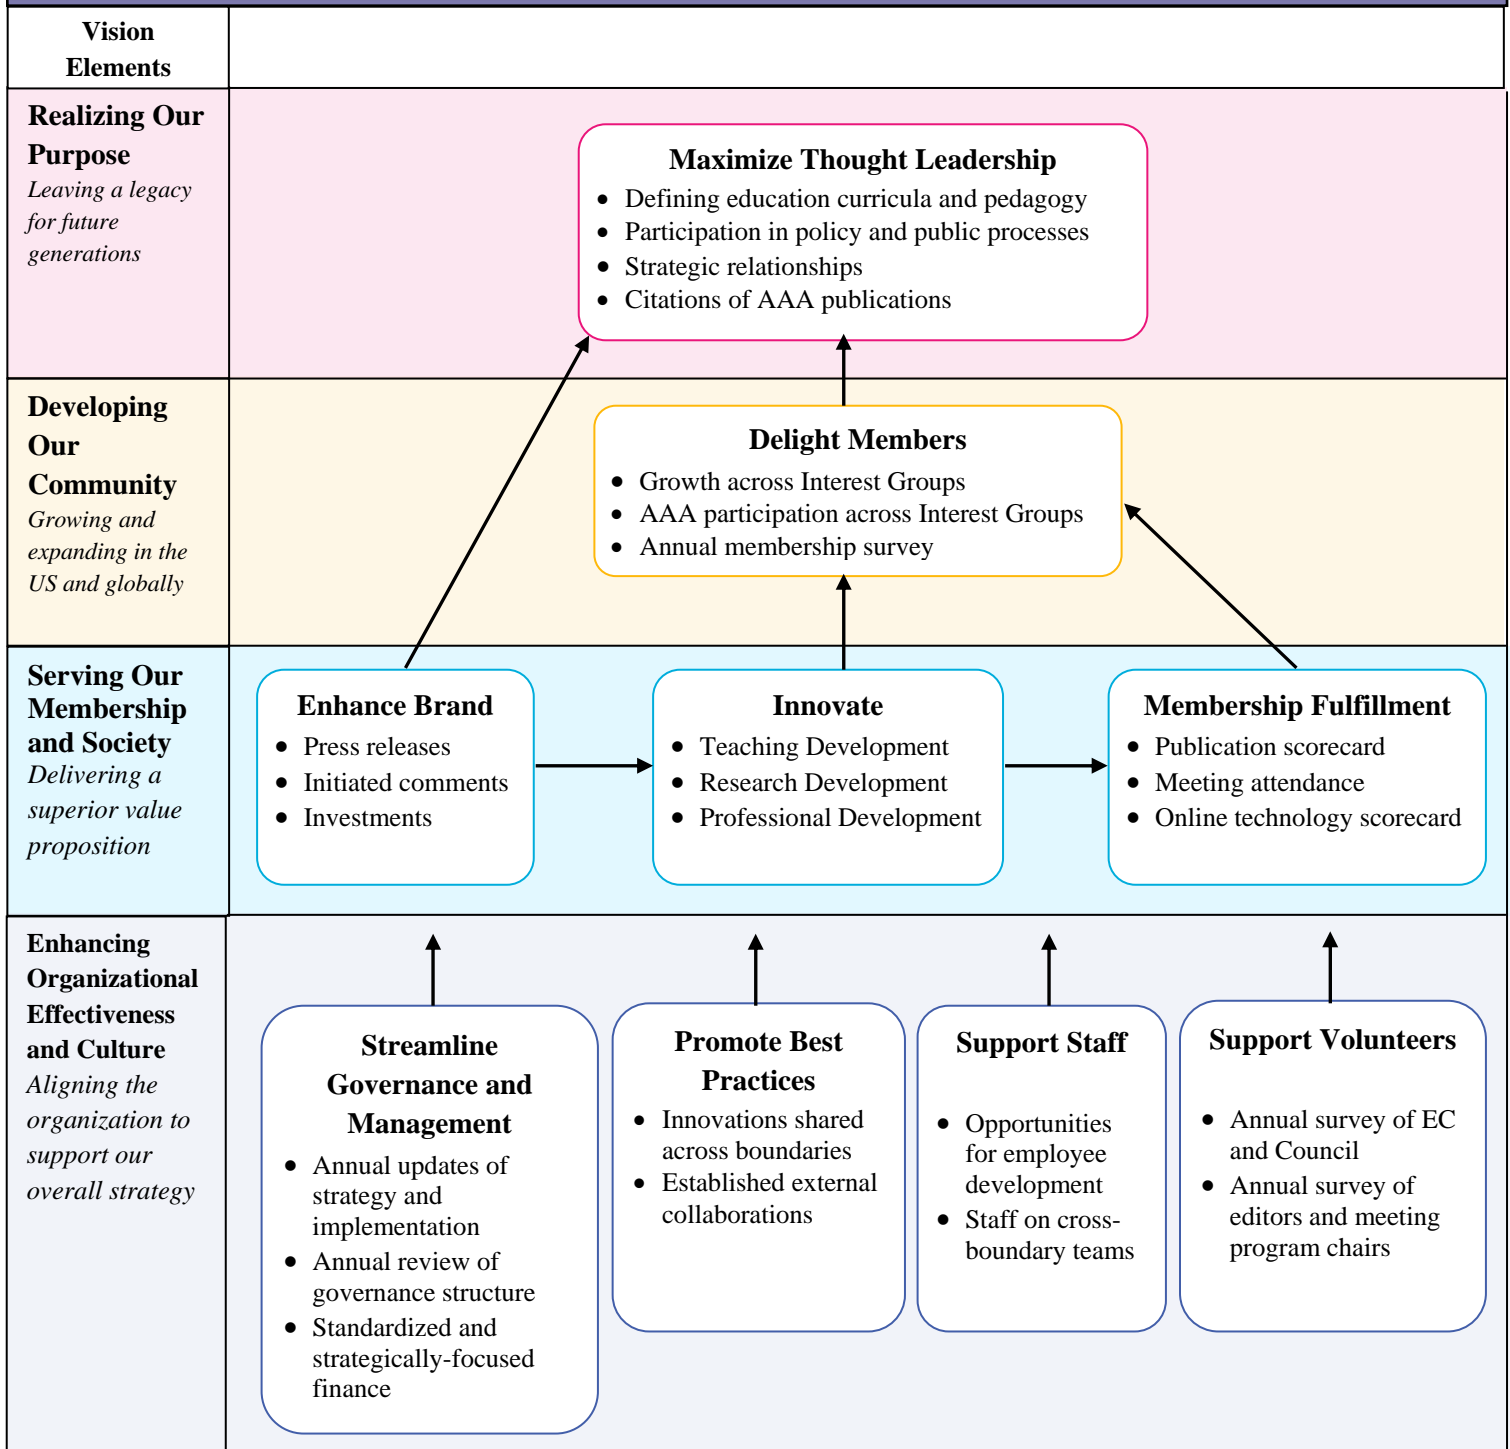 Vision
Elements
Realizing Our
Purpose
Leaving a legacy
for future
generations
Maximize Thought Leadership
• Defining education curricula and pedagogy
• Participation in policy and public processes
• Strategic relationships
• Citations of AAA publications
Developing
Our
Community
Growing and
expanding in the
US and globally
Delight Members
• Growth across Interest Groups
• AAA participation across Interest Groups
• Annual membership survey
Serving Our
Membership
and Society
Delivering a
superior value
proposition
Enhance Brand
• Press releases
• Initiated comments
• Investments
Innovate
• Teaching Development
• Research Development
• Professional Development
Membership Fulfillment
• Publication scorecard
• Meeting attendance
• Online technology scorecard
Enhancing
Organizational
Effectiveness
and Culture
Aligning the
organization to
support our
overall strategy
Streamline
Governance and
Management
• Annual updates of
strategy and
implementation
• Annual review of
governance structure
• Standardized and
strategically-focused
finance
Promote Best
Practices
• Innovations shared
across boundaries
• Established external
collaborations
Support Staff
• Opportunities
for employee
development
• Staff on cross-
boundary teams
Support Volunteers
• Annual survey of EC
and Council
• Annual survey of
editors and meeting
program chairs